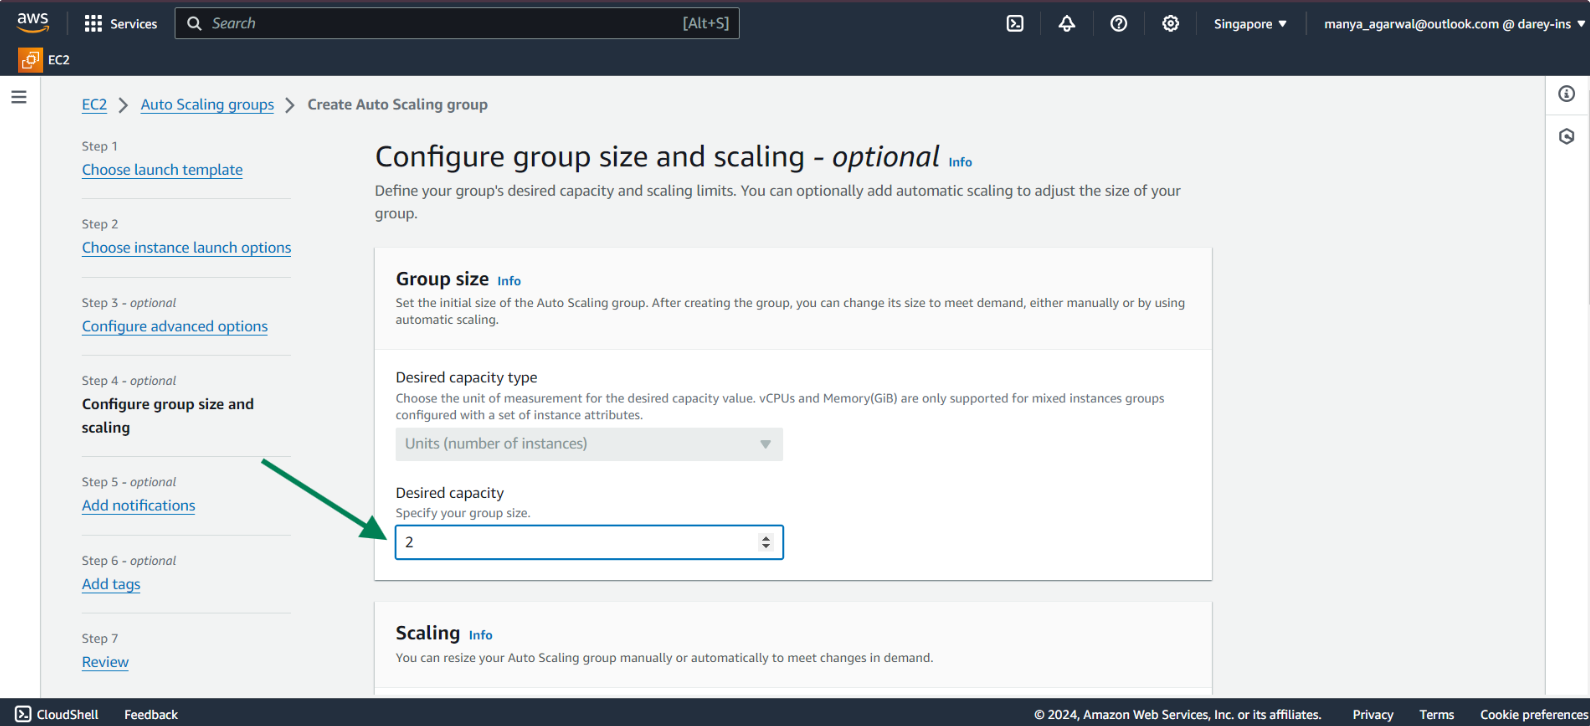 aws
Services
Search
[Alt+S]
Singapore
manya_agarwal@outlook.com @ darey-ins
EC2
EC2
Auto Scaling groups
Create Auto Scaling group
Step 1
Choose launch template
Step 2
Choose instance launch options
Step 3 - optional
Configure advanced options
Step 4 - optional
Configure group size and
scaling
Step 5 - optional
Add notifications
Step 6 - optional
Add tags
Step 7
Review
Configure group size and scaling - optional Info
Define your group's desired capacity and scaling limits. You can optionally add automatic scaling to adjust the size of your
group.
Group size Info
Set the initial size of the Auto Scaling group. After creating the group, you can change its size to meet demand, either manually or by using
automatic scaling.
Desired capacity type
Choose the unit of measurement for the desired capacity value. vCPUs and Memory(GiB) are only supported for mixed instances groups
configured with a set of instance attributes.
Units (number of instances)
Desired capacity
Specify your group size.
2
Scaling Info
You can resize your Auto Scaling group manually or automatically to meet changes in demand.
CloudShell
Feedback
© 2024, Amazon Web Services, Inc. or its affiliates.
Privacy
Terms
Cookie preferences